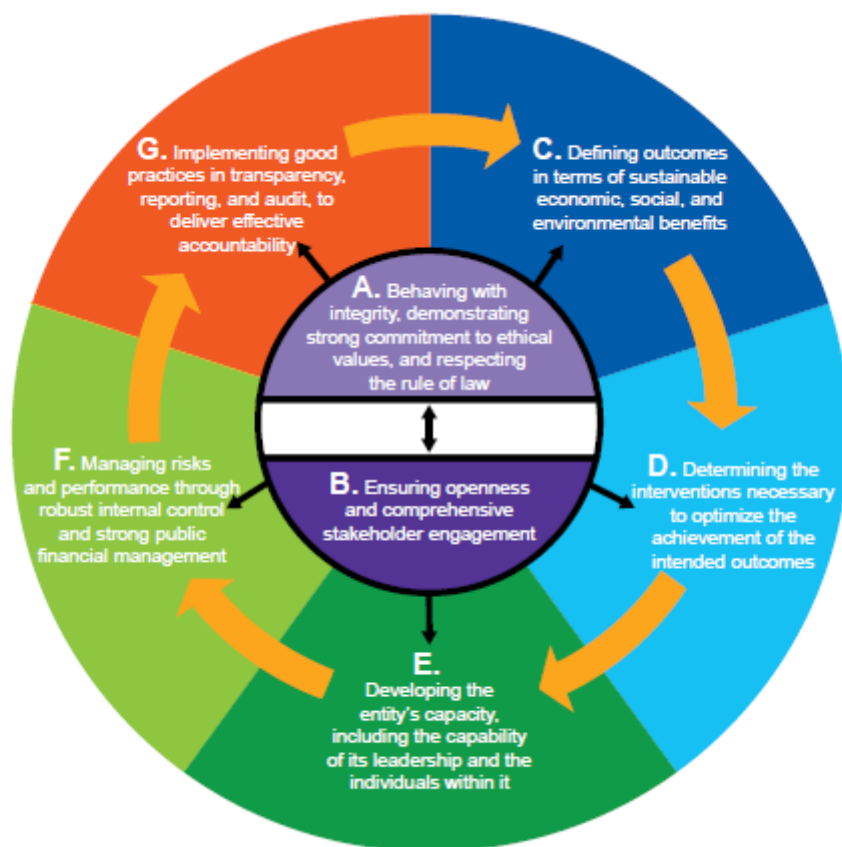 G. Implementing good
practices in transparency,
reporting, and audit, to
deliver effective
accountability
C. Defining outcomes
in terms of sustainable
economic, social, and
environmental benefits
A. Behaving with
integrity, demonstrating
strong commitment to ethical
values, and respecting
the rule of law
B. Ensuring openness
and comprehensive
stakeholder engagement
D. Determining the
interventions necessary
to optimize the
achievement of the
intended outcomes
F. Managing risks
and performance through
robust internal control
and strong public
financial management
E.
Developing the
entity's capacity,
including the capability
of its leadership and the
individuals within it